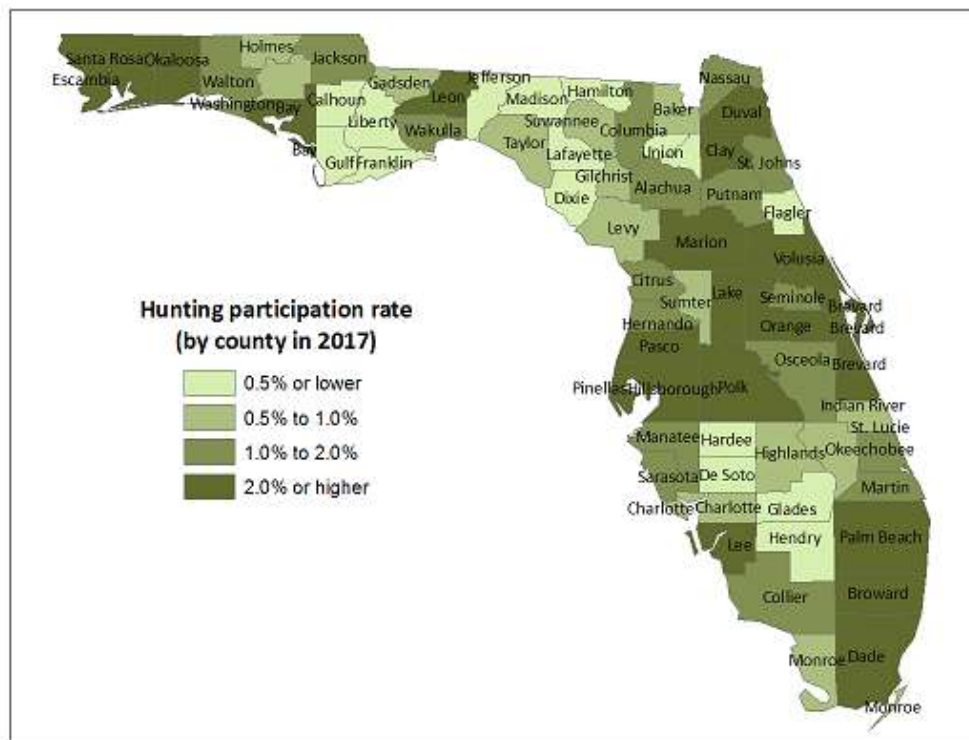 Holmes
Santa Rosa Okaloosa
Jackson
Escambia
Walton
Gadsden
Jefferson
Hamilton
Nassau
Washington
Bay
Calhoun
Leon
Madison
Baker
Duval
Liberty
Wakulla
Suwannee
Columbia
Bay
Taylor
Lafayette
Union
Clay
St. Johns
Gulf Franklin
Gilchrist
Alachua
Putnam
Dixie
Flagler
Levy
Marion
Volusia
Citrus
Sumter
Lake
Seminole
Brevard
Hernando
Orange
Brevard
Pasco
Osceola
Brevard
Pinellas
Hillsborough
Polk
Indian River
St. Lucie
Manatee
Hardee
Highlands
Okeechobee
Sarasota
De Soto
Martin
Charlotte
Charlotte
Glades
Lee
Hendry
Palm Beach
Collier
Broward
Monroe
Dade
Monroe
Hunting participation rate
(by county in 2017)
0.5% or lower
0.5% to 1.0%
1.0% to 2.0%
2.0% or higher